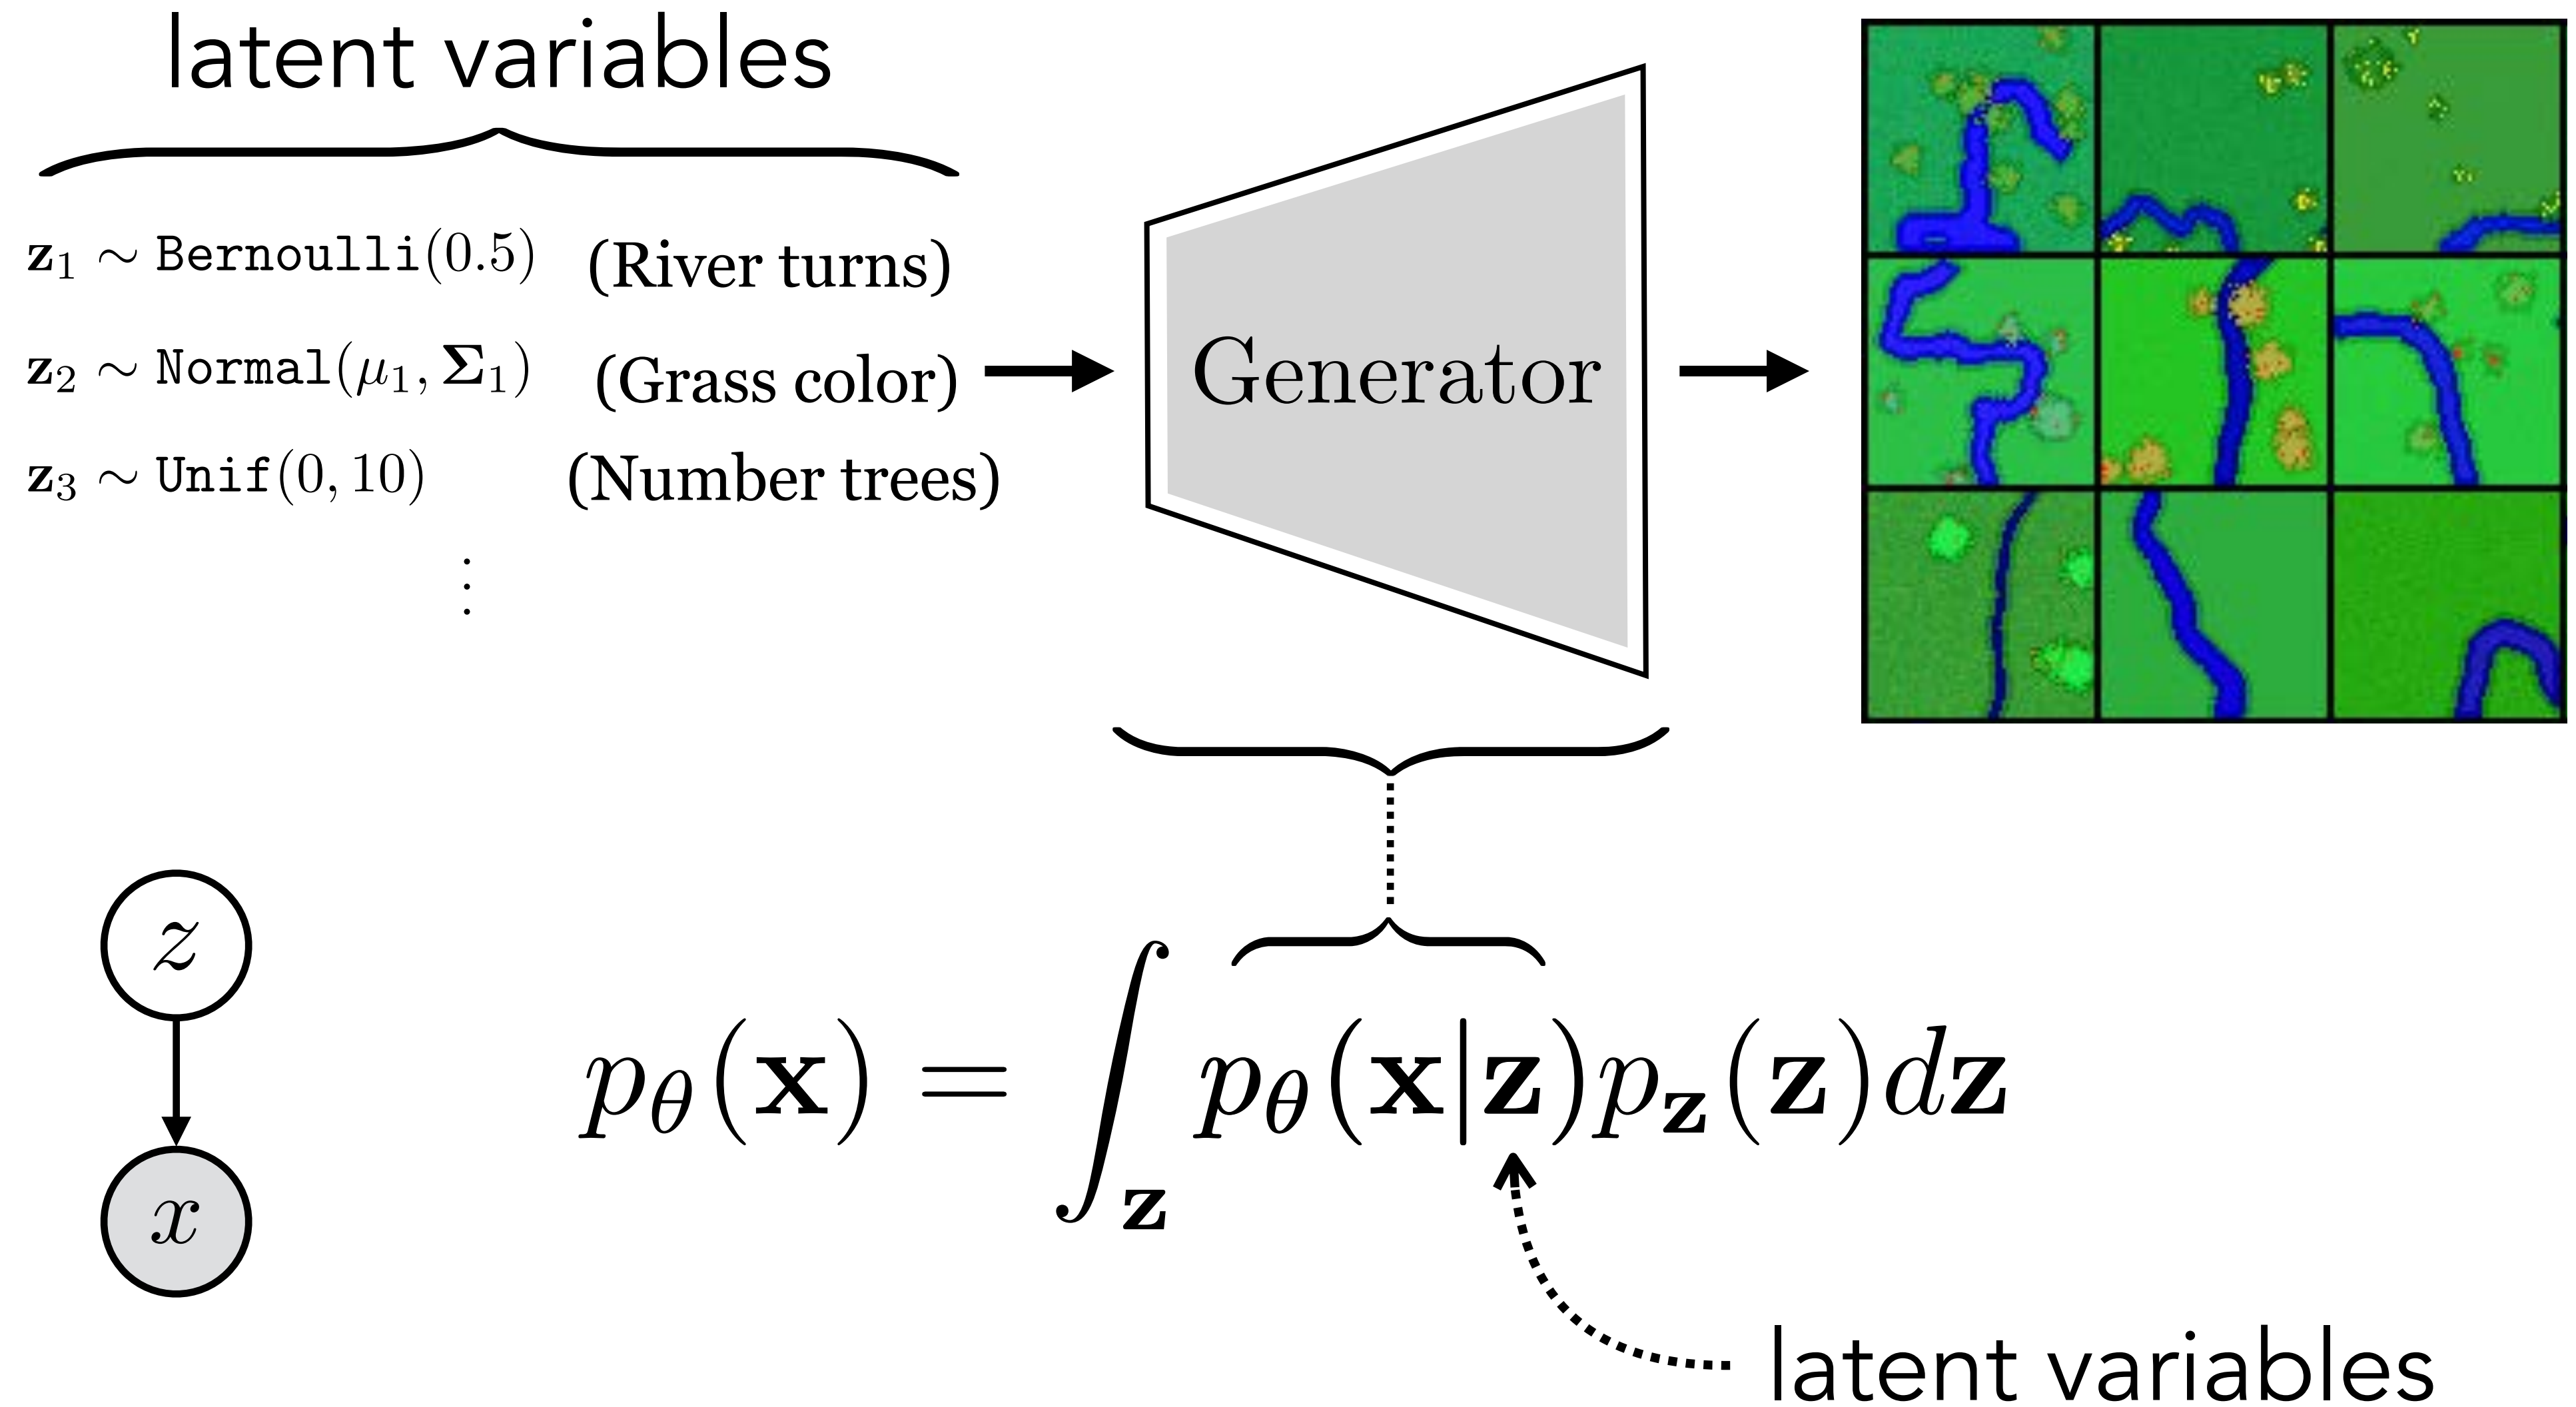 latent variables
z₁ ∼ Bernoulli(0.5) (River turns)
z₂ ∼ Normal(μ₁, Σ₁) (Grass color)
z₃ ∼ Unif(0, 10) (Number trees)
⋮
Generator
z
x
p_θ(x) = ∫_z p_θ(x|z)p_z(z)dz
latent variables